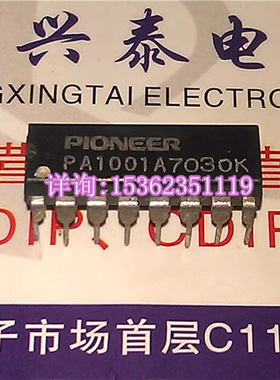 兴泰电
GXINGTAI ELECTRO
PIONEER
PA1001A7030K
详询:15362351119
DIP CDIP
子市场首层C11